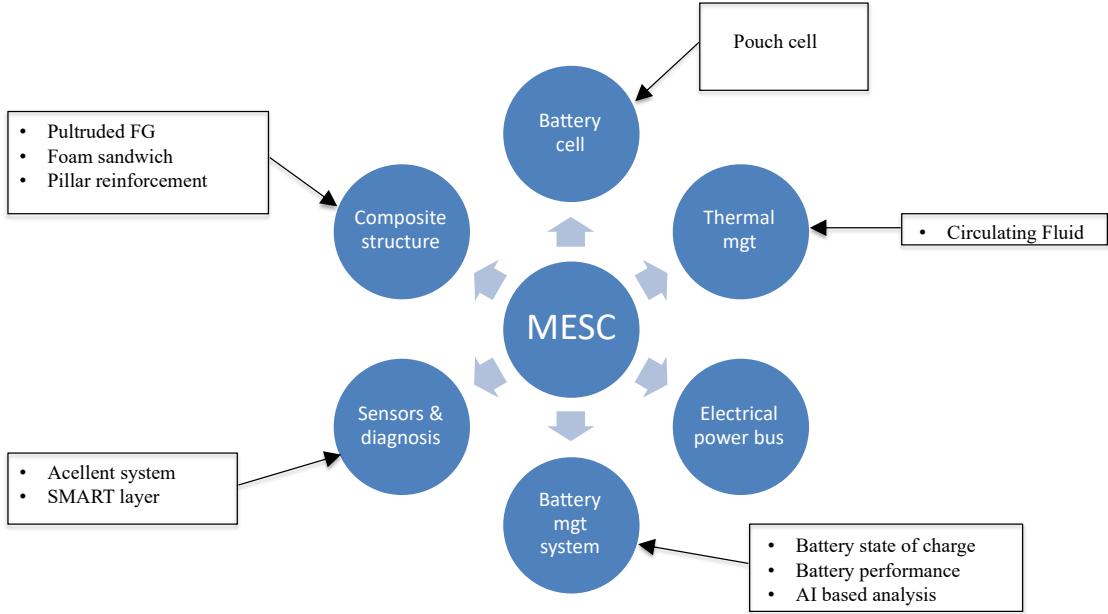 Pouch cell
Battery
cell
• Pultruded FG
• Foam sandwich
• Pillar reinforcement
Composite
structure
Thermal
mgt
• Circulating Fluid
MESC
Sensors &
diagnosis
Electrical
power bus
• Acellent system
• SMART layer
Battery
mgt
system
• Battery state of charge
• Battery performance
• AI based analysis